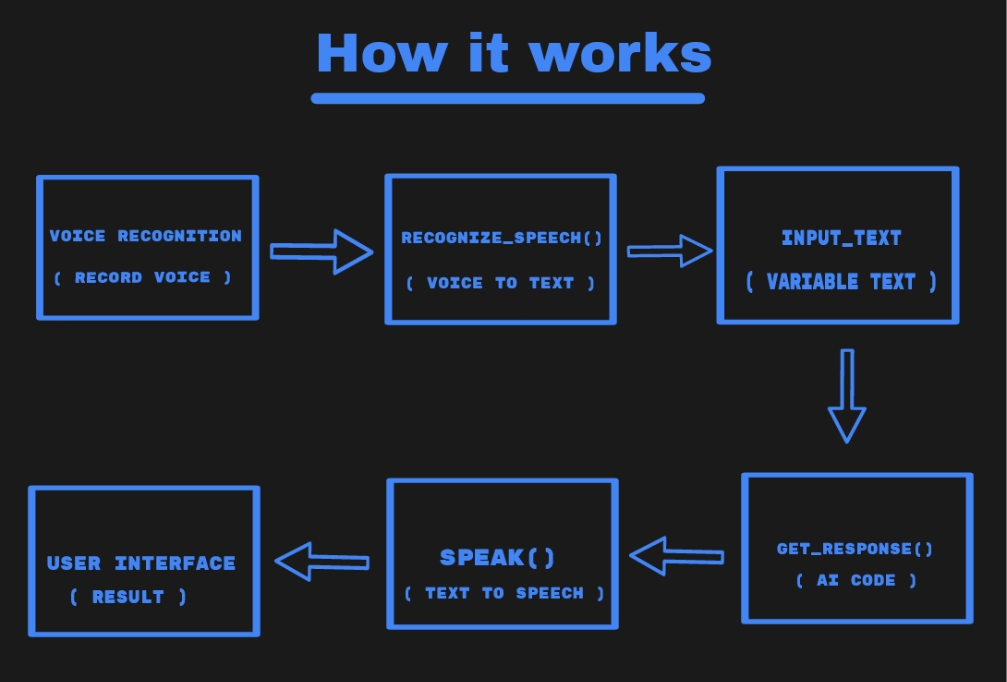 How it works
VOICE RECOGNITION
( RECORD VOICE )
RECOGNIZE_SPEECH()
( VOICE TO TEXT )
INPUT_TEXT
( VARIABLE TEXT )
GET_RESPONSE()
( AI CODE )
SPEAK()
( TEXT TO SPEECH )
USER INTERFACE
( RESULT )